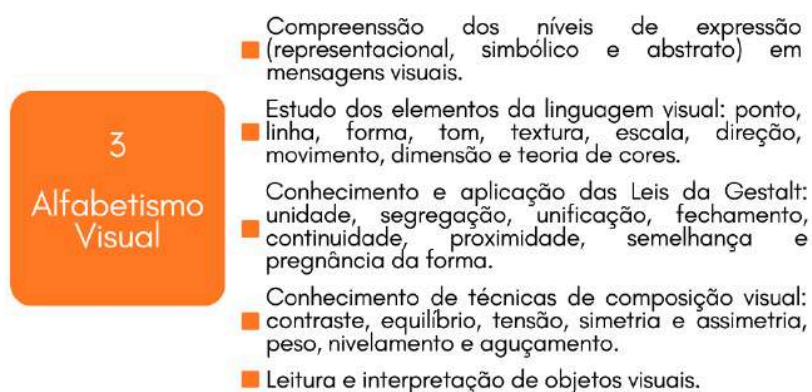 3
Alfabetismo
Visual
Compreenssão dos níveis de expressão
(representacional, simbólico e abstrato) em
mensagens visuais.
Estudo dos elementos da linguagem visual: ponto,
linha, forma, tom, textura, escala, direção,
movimento, dimensão e teoria de cores.
Conhecimento e aplicação das Leis da Gestalt:
unidade, segregação, unificação, fechamento,
continuidade, proximidade, semelhança e
pregnância da forma.
Conhecimento de técnicas de composição visual:
contraste, equilíbrio, tensão, simetria e assimetria,
peso, nivelamento e aguçamento.
Leitura e interpretação de objetos visuais.